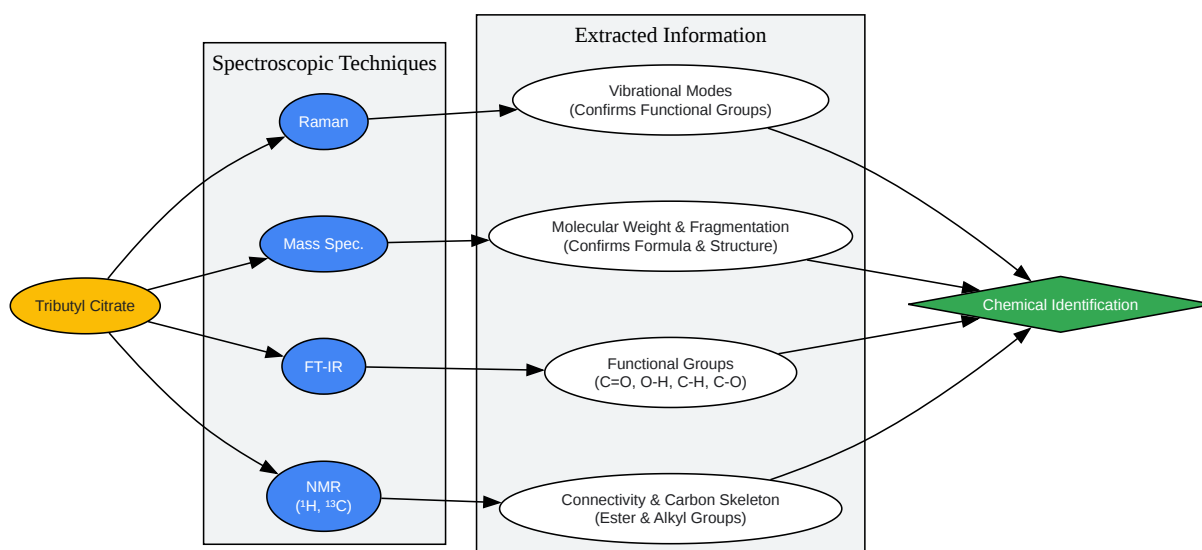 Extracted Information
Spectroscopic Techniques
Vibrational Modes
(Confirms Functional Groups)
Raman
Molecular Weight & Fragmentation
(Confirms Formula & Structure)
Mass Spec.
Tributyl Citrate
Chemical Identification
FT-IR
Functional Groups
(C=O, O-H, C-H, C-O)
NMR
(¹H, ¹³C)
Connectivity & Carbon Skeleton
(Ester & Alkyl Groups)